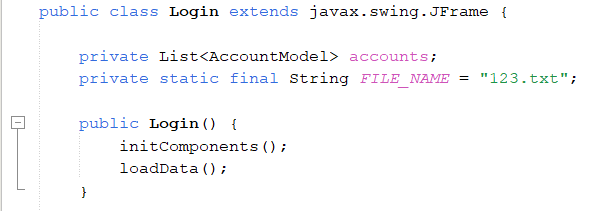 public class Login extends javax.swing.JFrame {
private List<AccountModel> accounts;
private static final String FILE_NAME = "123.txt";
public Login() {
initComponents();
loadData();
}